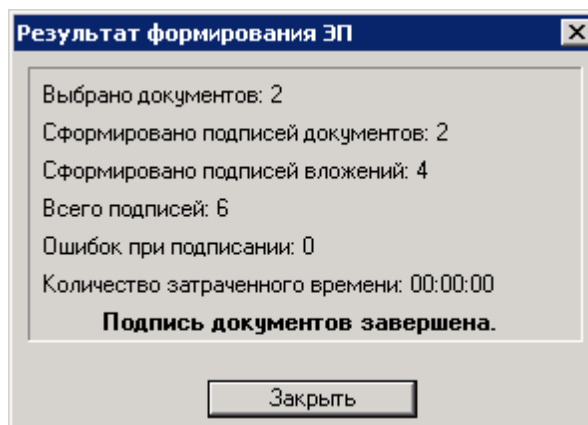 Результат формирования ЭП
Выбрано документов: 2
Сформировано подписей документов: 2
Сформировано подписей вложений: 4
Всего подписей: 6
Ошибок при подписании: 0
Количество затраченного времени: 00:00:00
Подпись документов завершена.
Закрыть